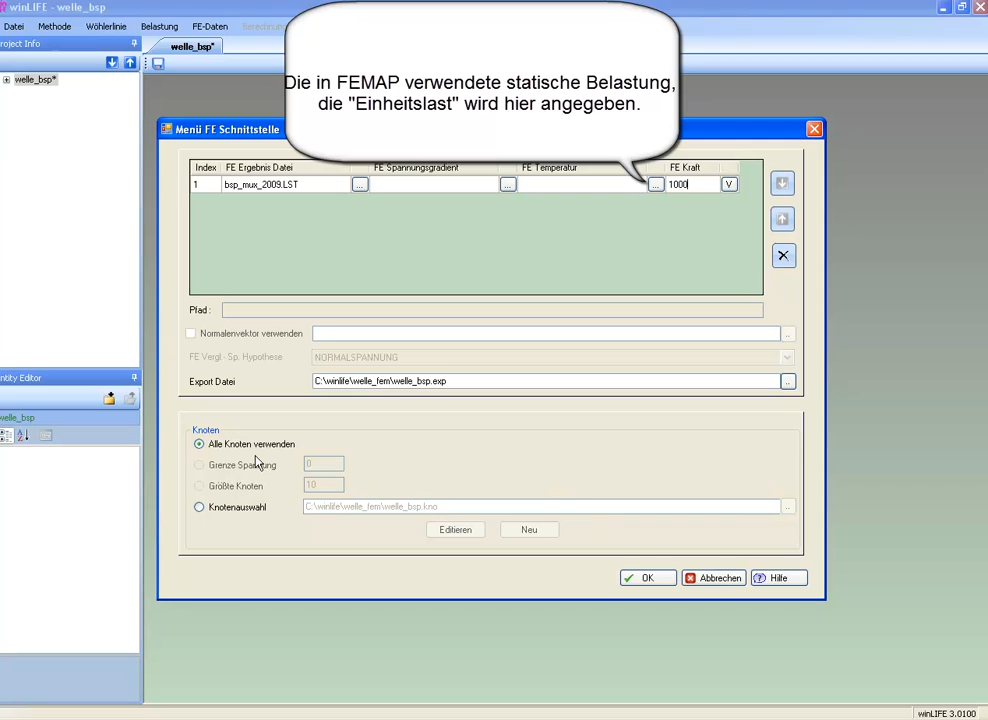 winLIFE - welle_bsp
Datei Methode Wöhlerlinie Belastung FE-Daten
roject Info
welle_bsp*
welle_bsp*
Die in FEMAP verwendete statische Belastung,
die "Einheitslast" wird hier angegeben.
Menü FE Schnittstelle
Index FE Ergebnis Datei FE Spannungsgradient FE Temperatur FE Kraft
1 bsp_mux_2009.LST ... ... ... 1000 V
Pfad :
Normalenvektor verwenden ..
FE Vergl - Sp. Hypothese NORMALSPANNUNG
Export Datei C:\winlife\welle_fem\welle_bsp.exp ..
ntity Editor
welle_bsp
Knoten
Alle Knoten verwenden
Grenze Spannung 0
Größte Knoten 10
Knotenauswahl C:\winlife\welle_fem\welle_bsp.kno ..
Editieren Neu
OK Abbrechen Hilfe
winLIFE 3.0100